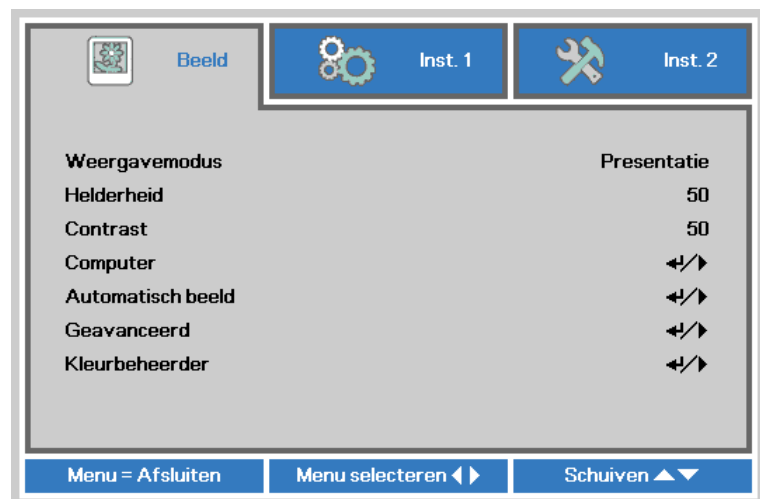 Beeld Inst. 1 Inst. 2
Weergavemodus Presentatie
Helderheid 50
Contrast 50
Computer
Automatisch beeld
Geavanceerd
Kleurbeheerder
Menu = Afsluiten Menu selecteren Schuiven